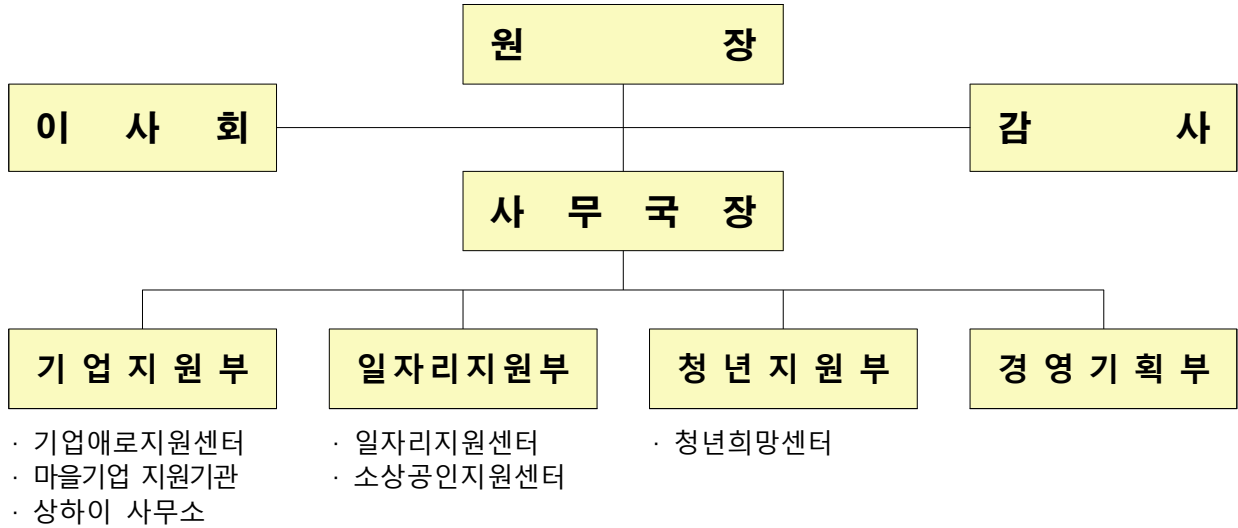 원 장
이 사 회
감 사
사 무 국 장
기 업 지 원 부
일자리지원부
청 년 지 원 부
경 영 기 획 부
· 기업애로지원센터
· 마을기업 지원기관
· 상하이 사무소
· 일자리지원센터
· 소상공인지원센터
· 청년희망센터